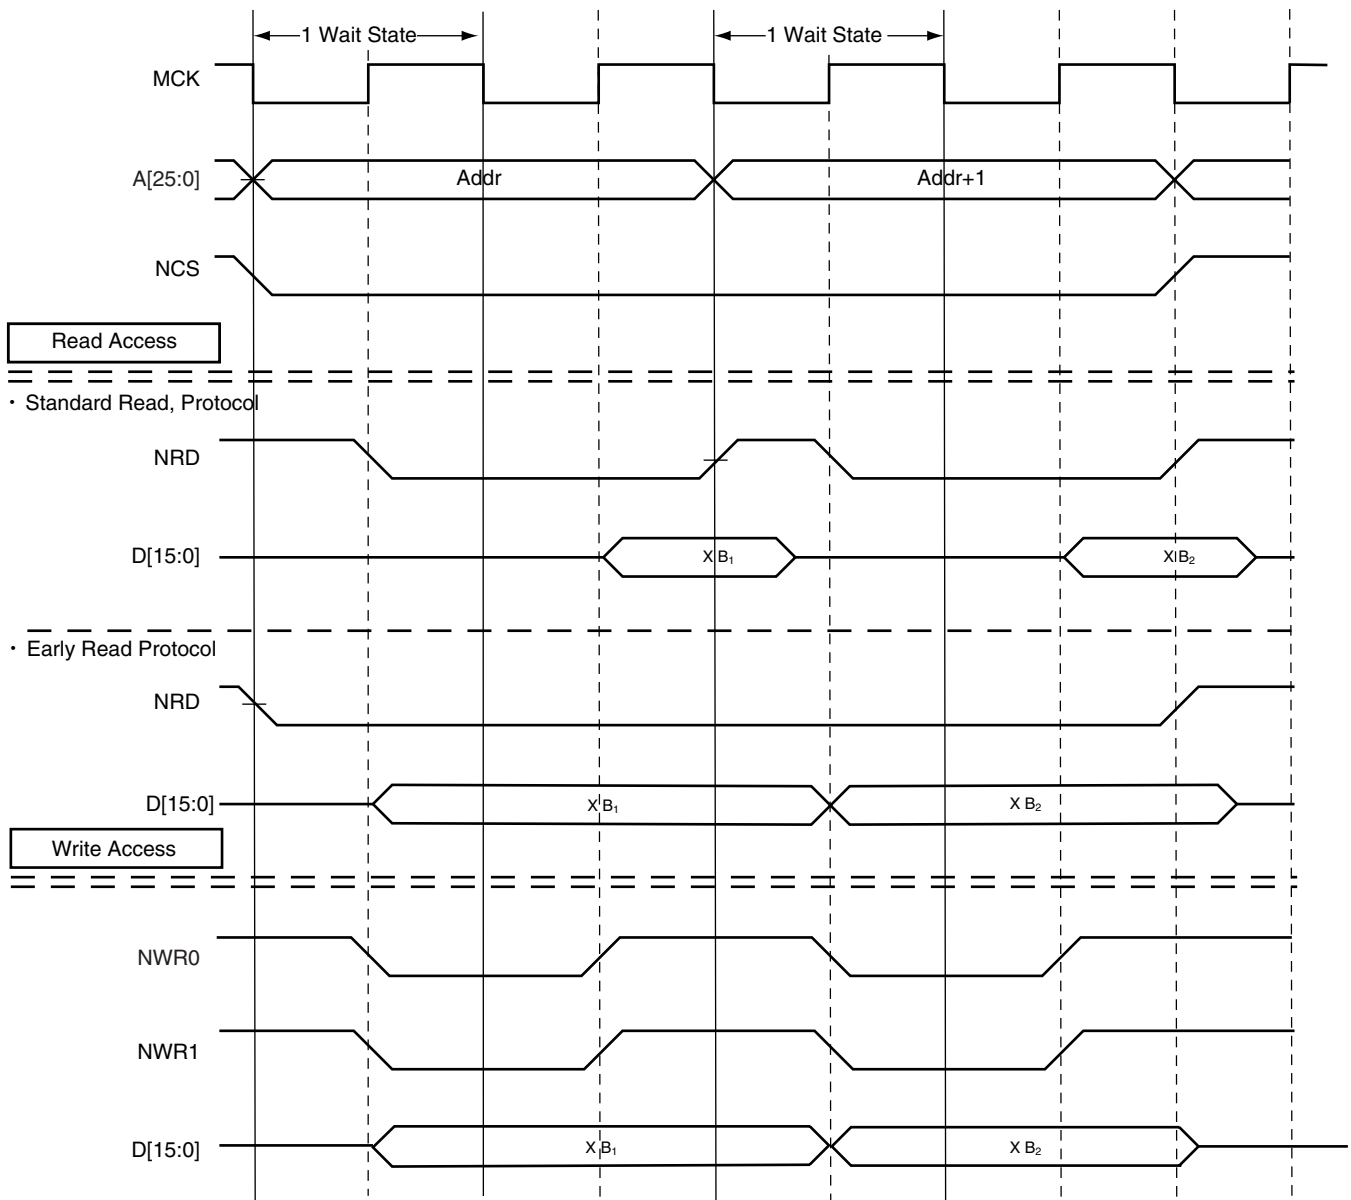 1 Wait State 1 Wait State
MCK
A[25:0] Addr Addr+1
NCS
Read Access
· Standard Read, Protocol
NRD
D[15:0] X B₁ X B₂
· Early Read Protocol
NRD
D[15:0] X B₁ X B₂
Write Access
NWR0
NWR1
D[15:0] X B₁ X B₂